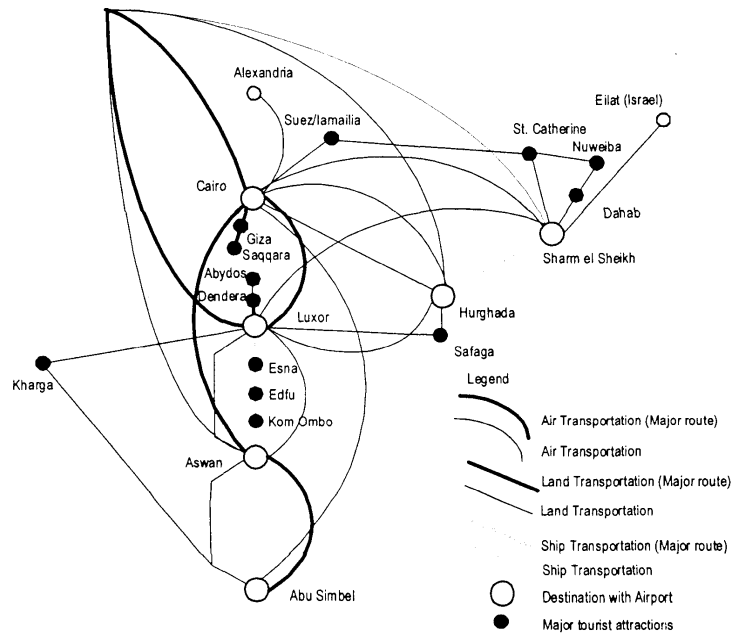 Alexandria
Suez/Iamailia
Eilat (Israel)
St. Catherine
Nuweiba
Cairo
Dahab
Giza
Saqqara
Sharm el Sheikh
Abydos
Dendera
Luxor
Hurghada
Safaga
Kharga
Esna
Edfu
Kom Ombo
Aswan
Abu Simbel
Legend
Air Transportation (Major route)
Air Transportation
Land Transportation (Major route)
Land Transportation
Ship Transportation (Major route)
Ship Transportation
Destination with Airport
Major tourist attractions